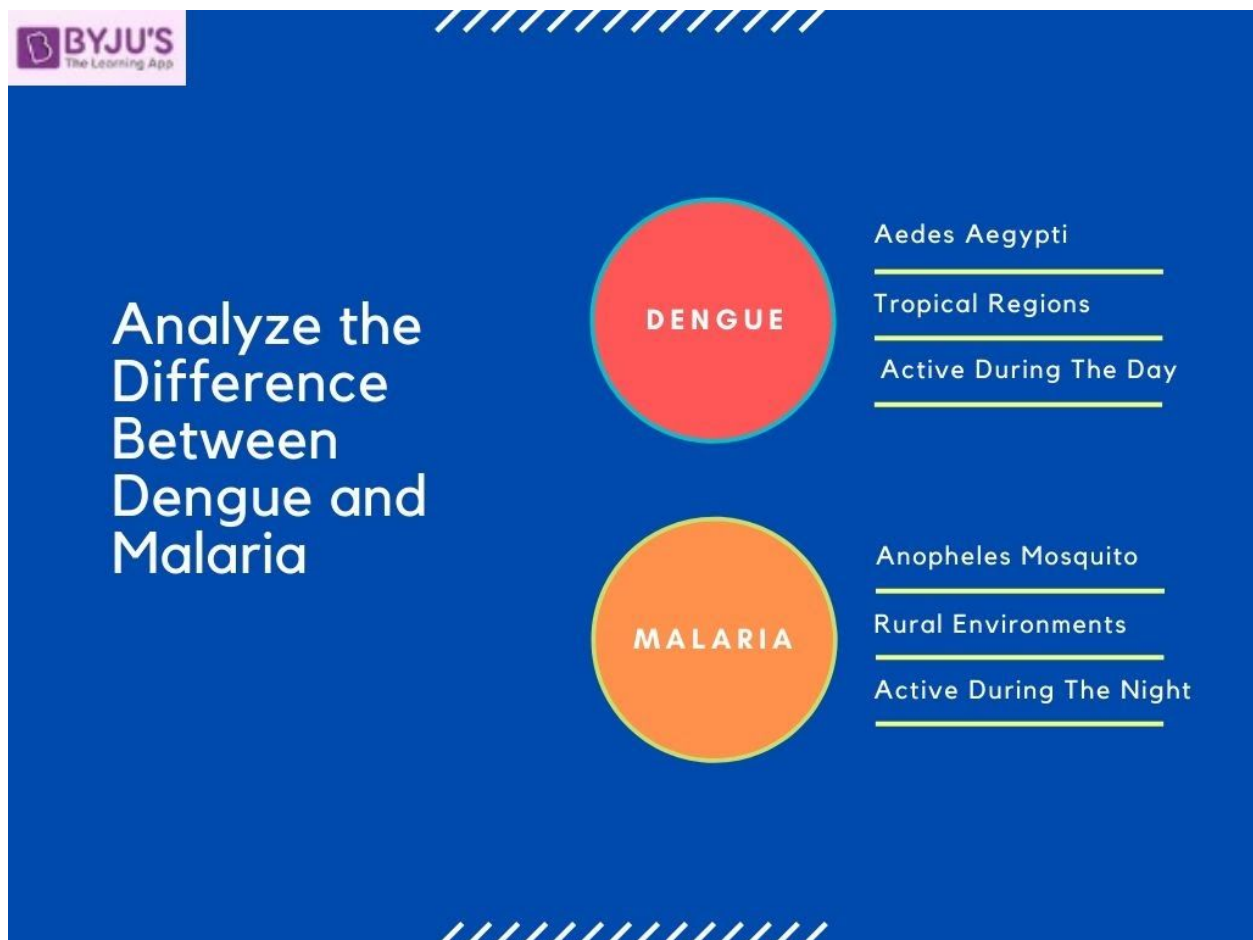 BYJU'S
The Learning App
Analyze the
Difference
Between
Dengue and
Malaria
DENGUE
Aedes Aegypti
Tropical Regions
Active During The Day
MALARIA
Anopheles Mosquito
Rural Environments
Active During The Night